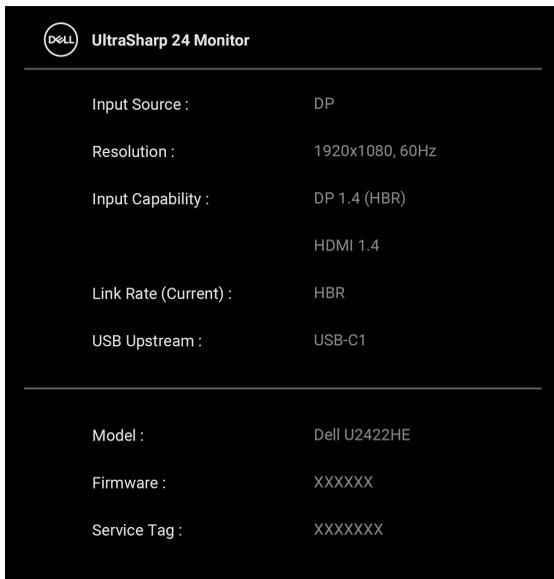 DELL UltraSharp 24 Monitor
Input Source : DP
Resolution : 1920x1080, 60Hz
Input Capability : DP 1.4 (HBR)
HDMI 1.4
Link Rate (Current) : HBR
USB Upstream : USB-C1
Model : Dell U2422HE
Firmware : XXXXXX
Service Tag : XXXXXXX